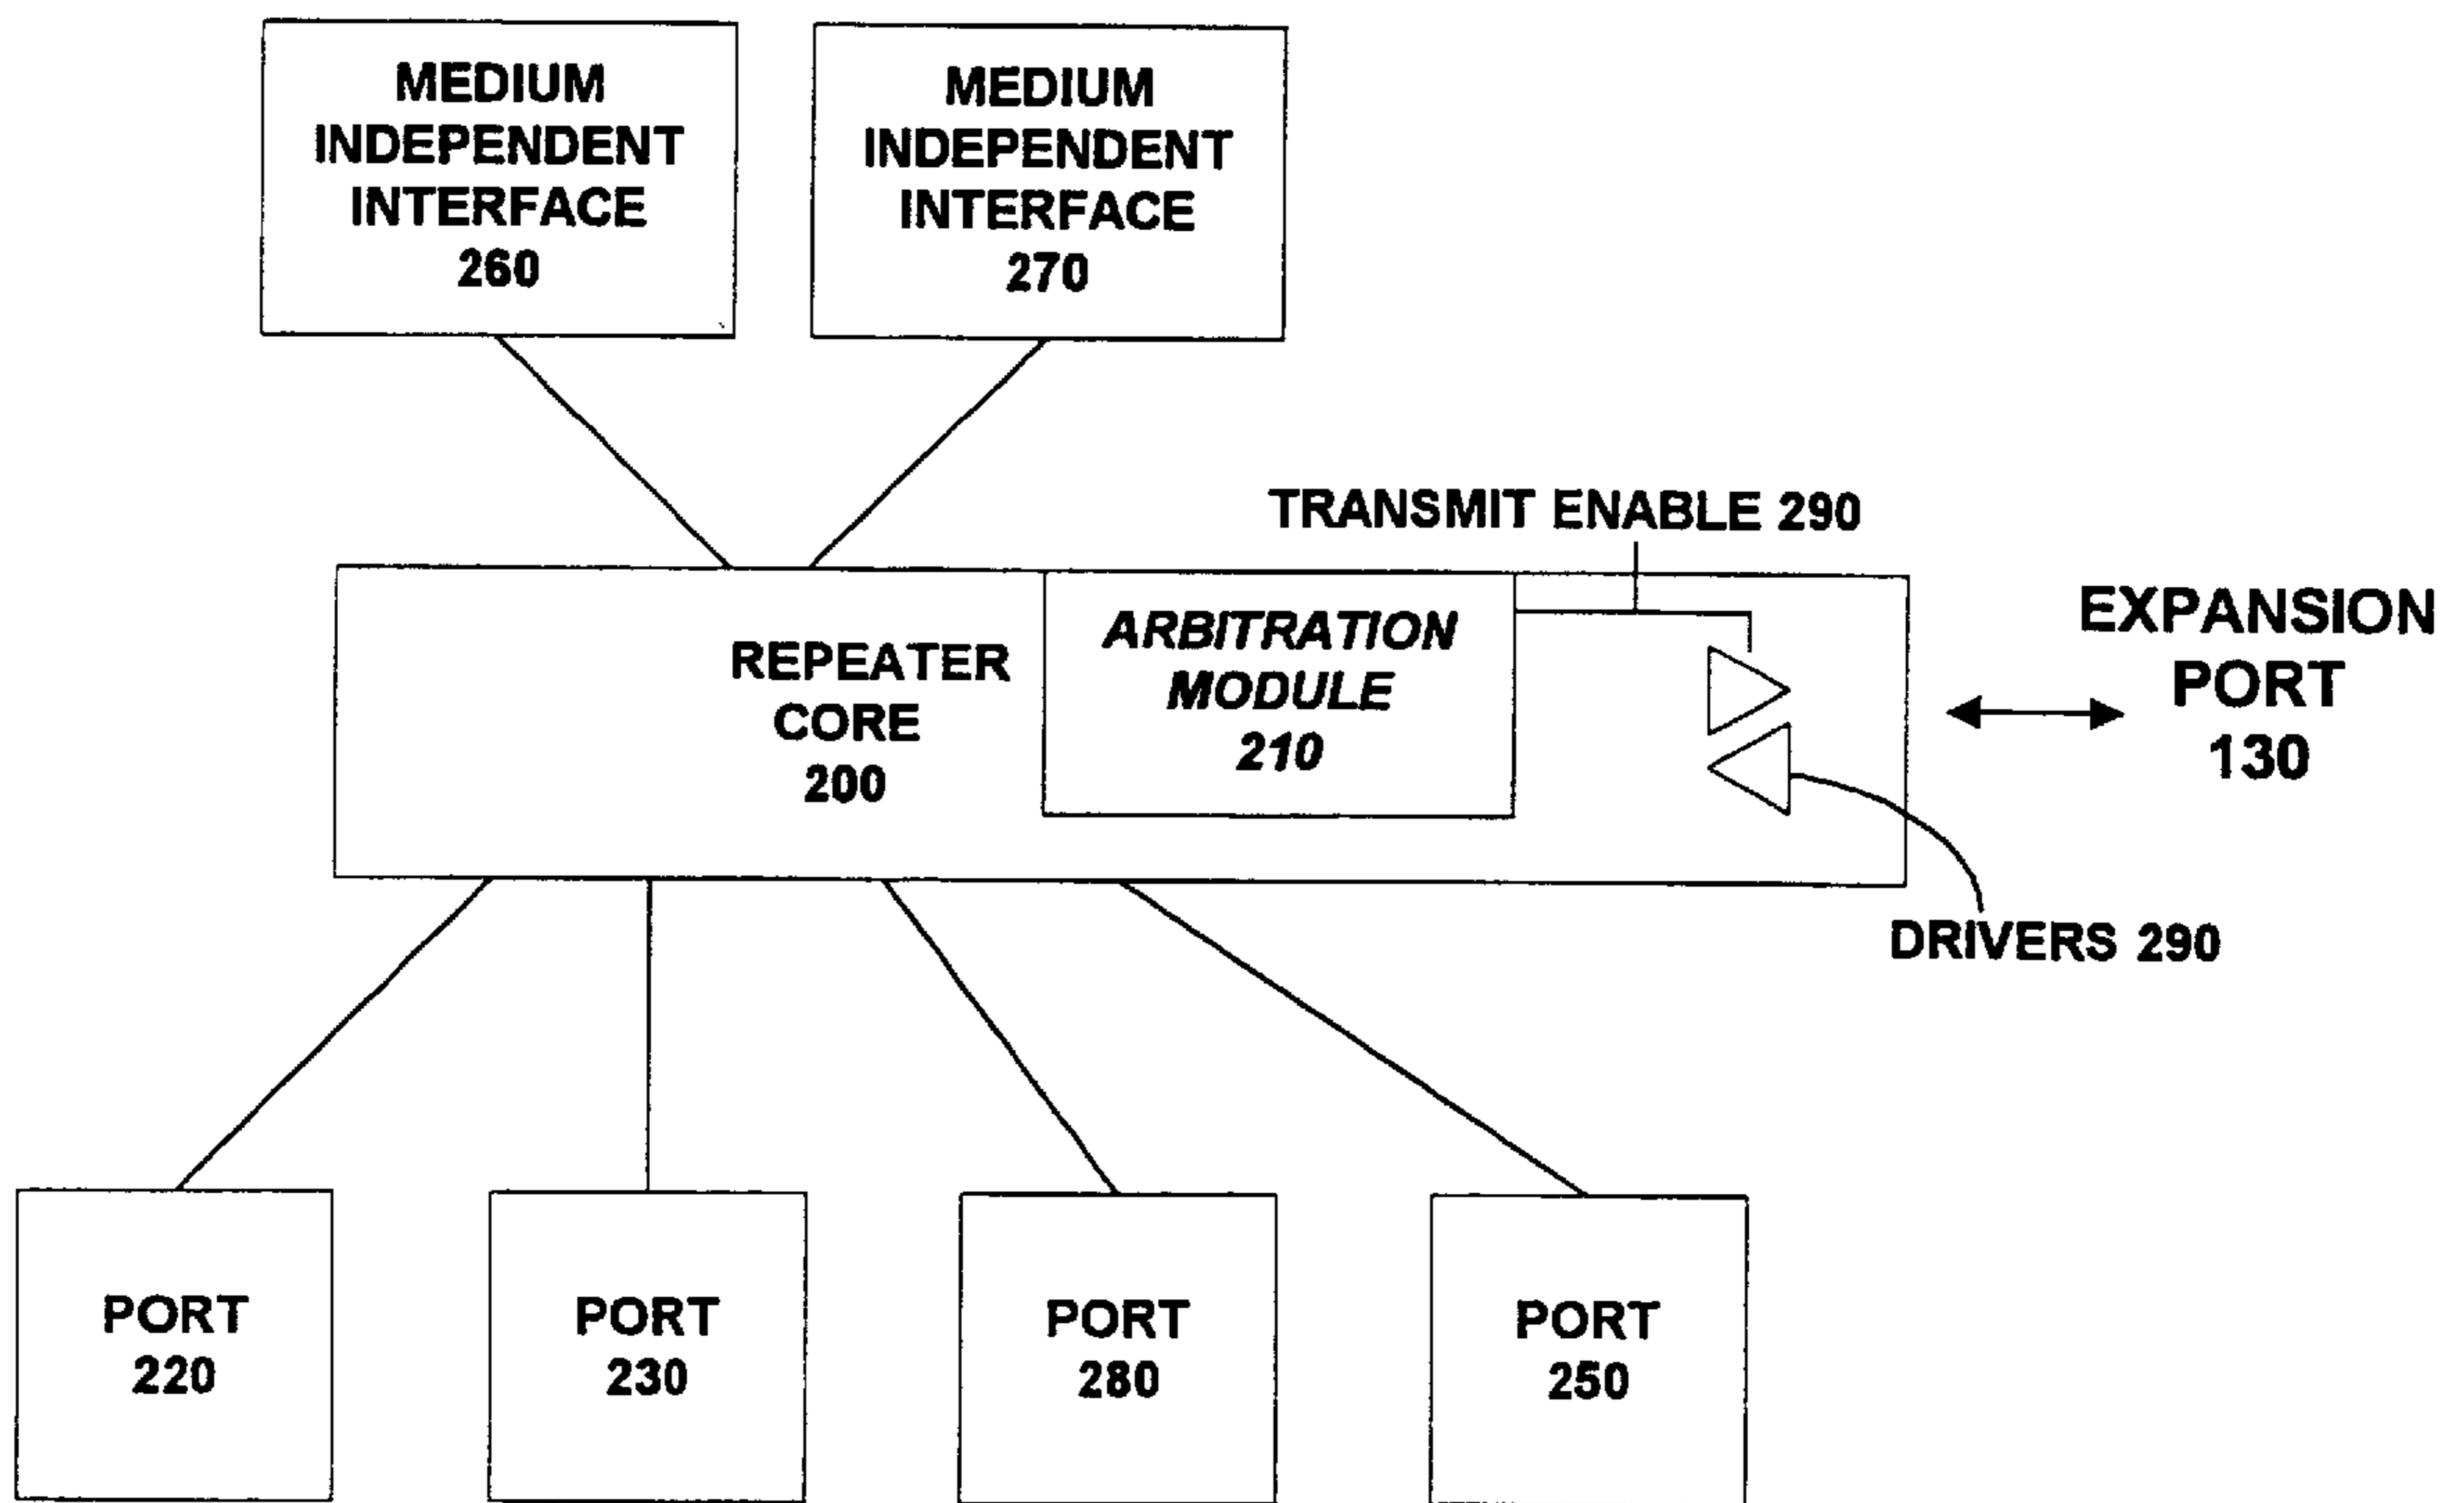 MEDIUM
INDEPENDENT
INTERFACE
260
MEDIUM
INDEPENDENT
INTERFACE
270
TRANSMIT ENABLE 290
REPEATER
CORE
200
ARBITRATION
MODULE
210
EXPANSION
PORT
130
DRIVERS 290
PORT
220
PORT
230
PORT
280
PORT
250